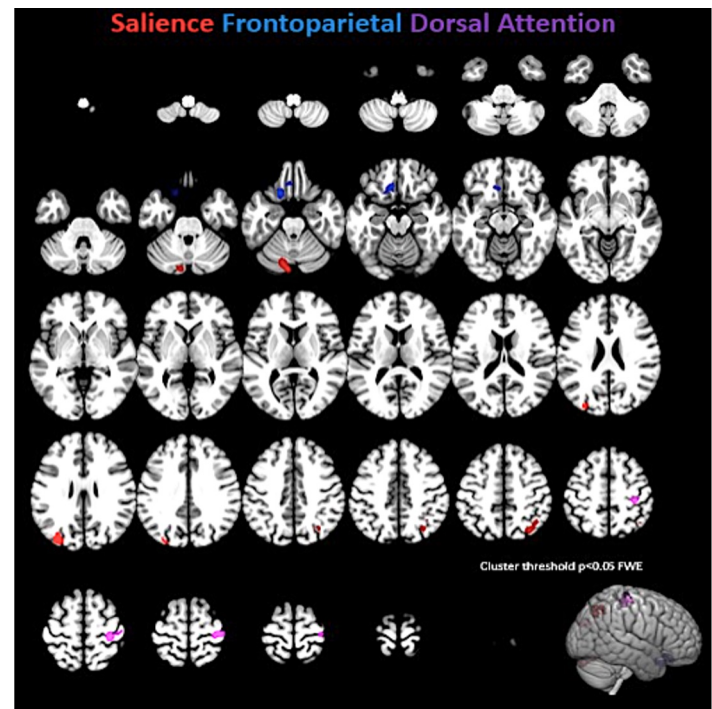 Salience Frontoparietal Dorsal Attention
Cluster threshold p<0.05 FWE